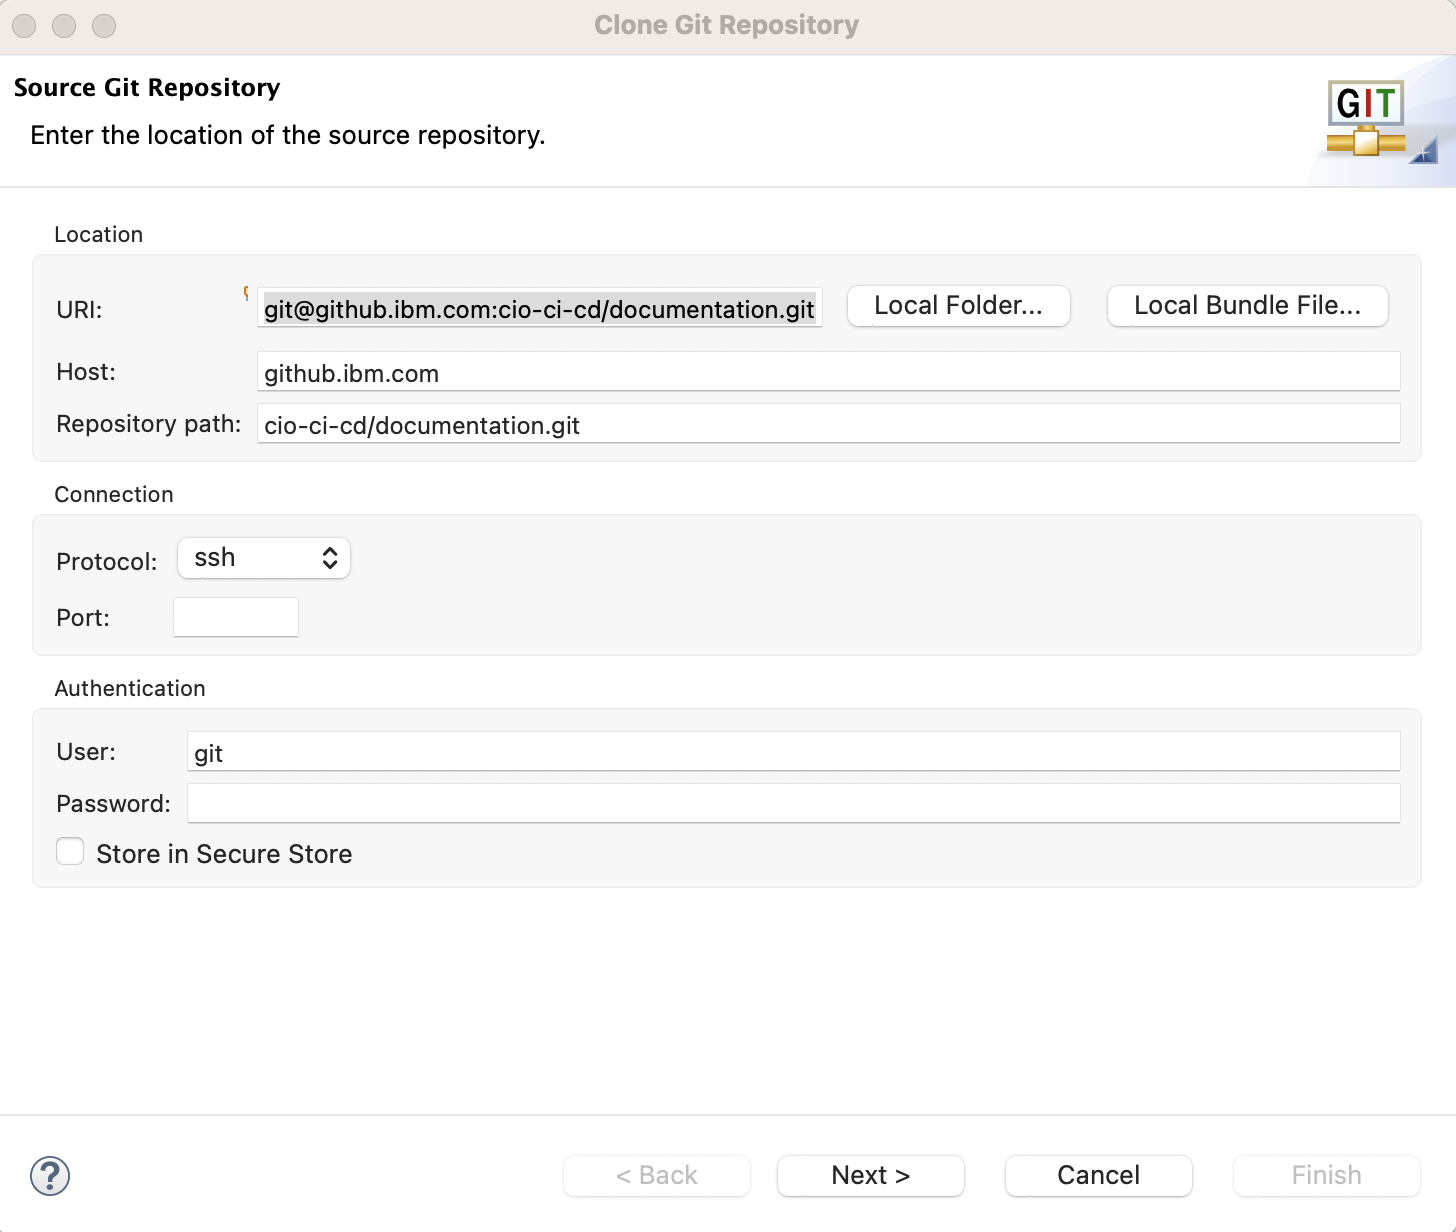 Clone Git Repository
Source Git Repository
Enter the location of the source repository.
GIT
Location
URI: git@github.ibm.com:cio-ci-cd/documentation.git Local Folder... Local Bundle File...
Host: github.ibm.com
Repository path: cio-ci-cd/documentation.git
Connection
Protocol: ssh
Port:
Authentication
User: git
Password:
Store in Secure Store
? < Back Next > Cancel Finish